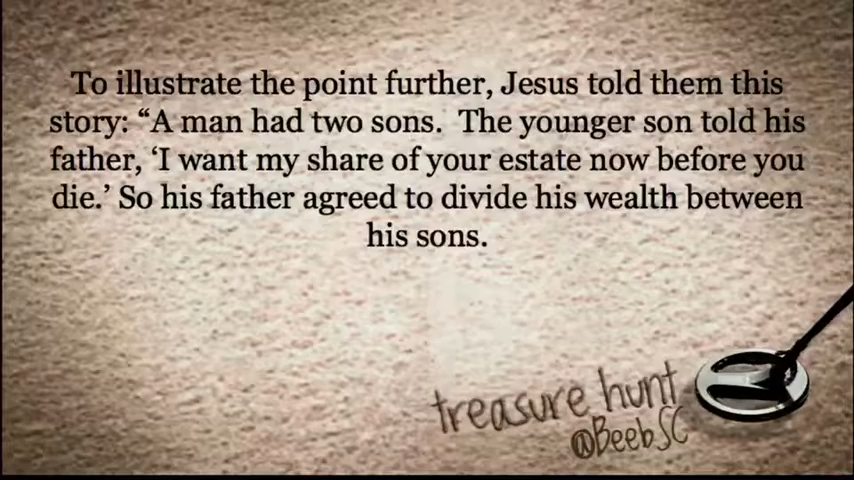 To illustrate the point further, Jesus told them this
story: “A man had two sons.  The younger son told his
father, ‘I want my share of your estate now before you
die.’ So his father agreed to divide his wealth between
his sons.
treasure hunt
@BeebSC